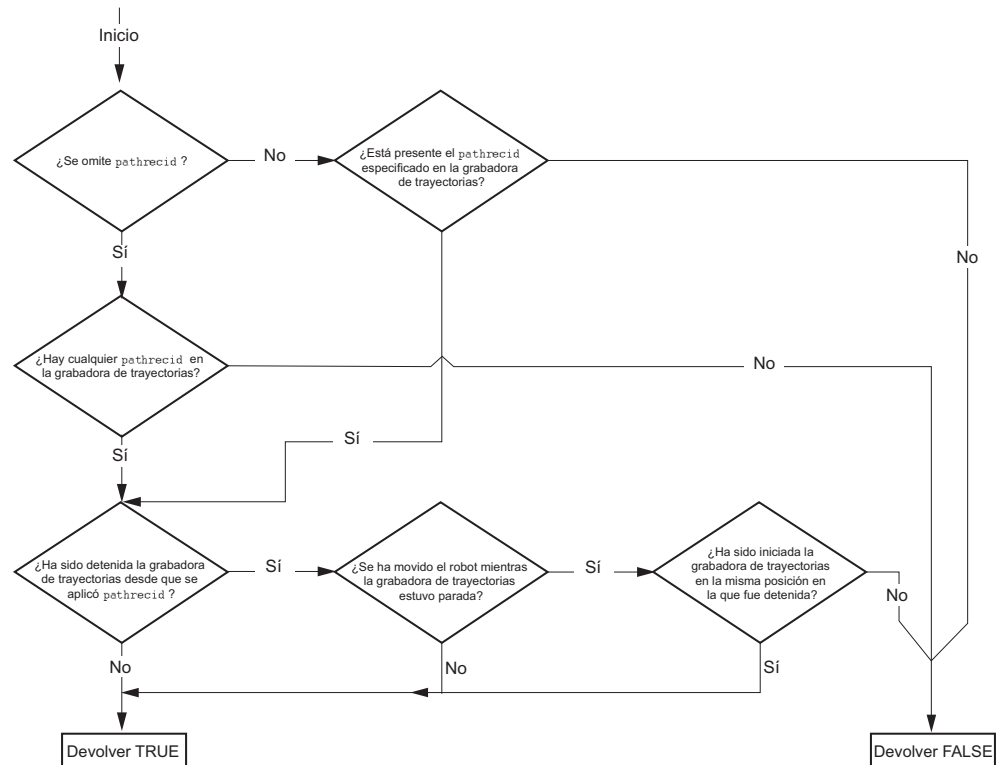 Inicio
¿Se omite pathrecid ?
No
¿Está presente el pathrecid
especificado en la grabadora
de trayectorias?
No
Sí
¿Hay cualquier pathrecid en
la grabadora de trayectorias?
No
Sí
Sí
¿Ha sido detenida la grabadora
de trayectorias desde que se
aplicó pathrecid ?
Sí
¿Se ha movido el robot mientras
la grabadora de trayectorias
estuvo parada?
Sí
¿Ha sido iniciada la
grabadora de trayectorias
en la misma posición en
la que fue detenida?
No
No
No
Sí
Devolver TRUE
Devolver FALSE